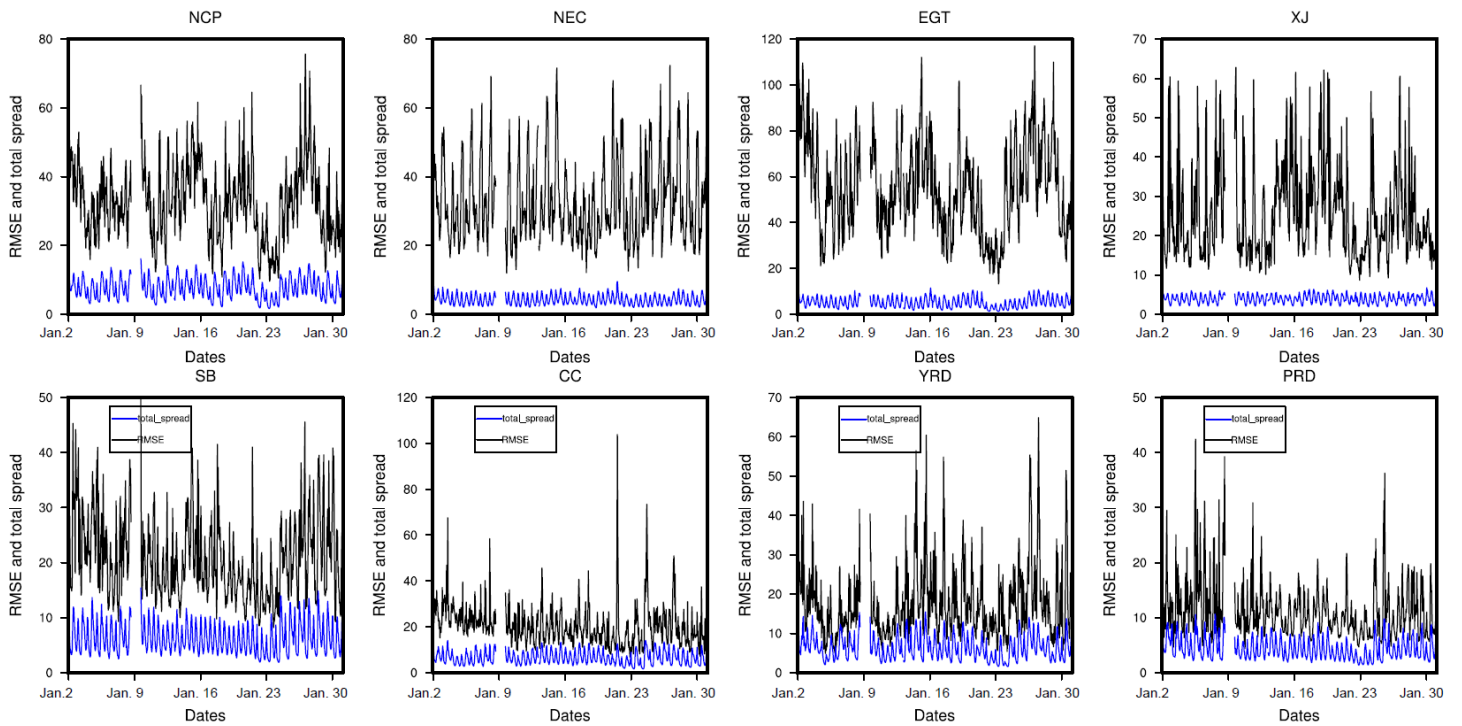 NCP
NEC
EGT
XJ
RMSE and total spread
80
60
40
20
0
Jan.2
Jan. 9
Jan. 16
Jan. 23
Jan. 30
Dates
RMSE and total spread
80
60
40
20
0
Jan.2
Jan. 9
Jan. 16
Jan. 23
Jan. 30
Dates
RMSE and total spread
120
100
80
60
40
20
0
Jan.2
Jan. 9
Jan. 16
Jan. 23
Jan. 30
Dates
RMSE and total spread
70
60
50
40
30
20
10
0
Jan.2
Jan. 9
Jan. 16
Jan. 23
Jan. 30
Dates
SB
CC
YRD
PRD
RMSE and total spread
50
40
30
20
10
0
total_spread
RMSE
Jan.2
Jan. 9
Jan. 16
Jan. 23
Jan. 30
Dates
RMSE and total spread
120
100
80
60
40
20
0
total_spread
RMSE
Jan.2
Jan. 9
Jan. 16
Jan. 23
Jan. 30
Dates
RMSE and total spread
70
60
50
40
30
20
10
0
total_spread
RMSE
Jan.2
Jan. 9
Jan. 16
Jan. 23
Jan. 30
Dates
RMSE and total spread
50
40
30
20
10
0
total_spread
RMSE
Jan.2
Jan. 9
Jan. 16
Jan. 23
Jan. 30
Dates